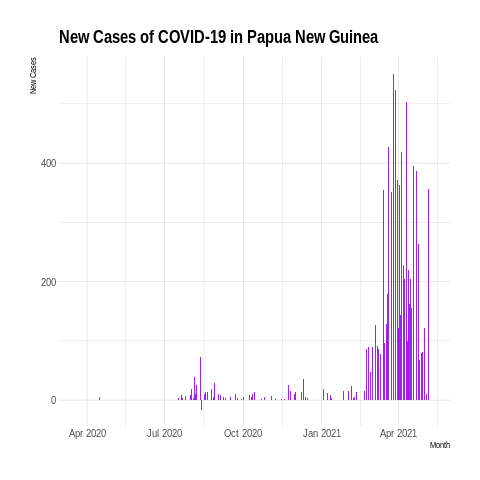 New Cases of COVID-19 in Papua New Guinea
New Cases
400
200
0
Apr 2020 Jul 2020 Oct 2020 Jan 2021 Apr 2021
Month